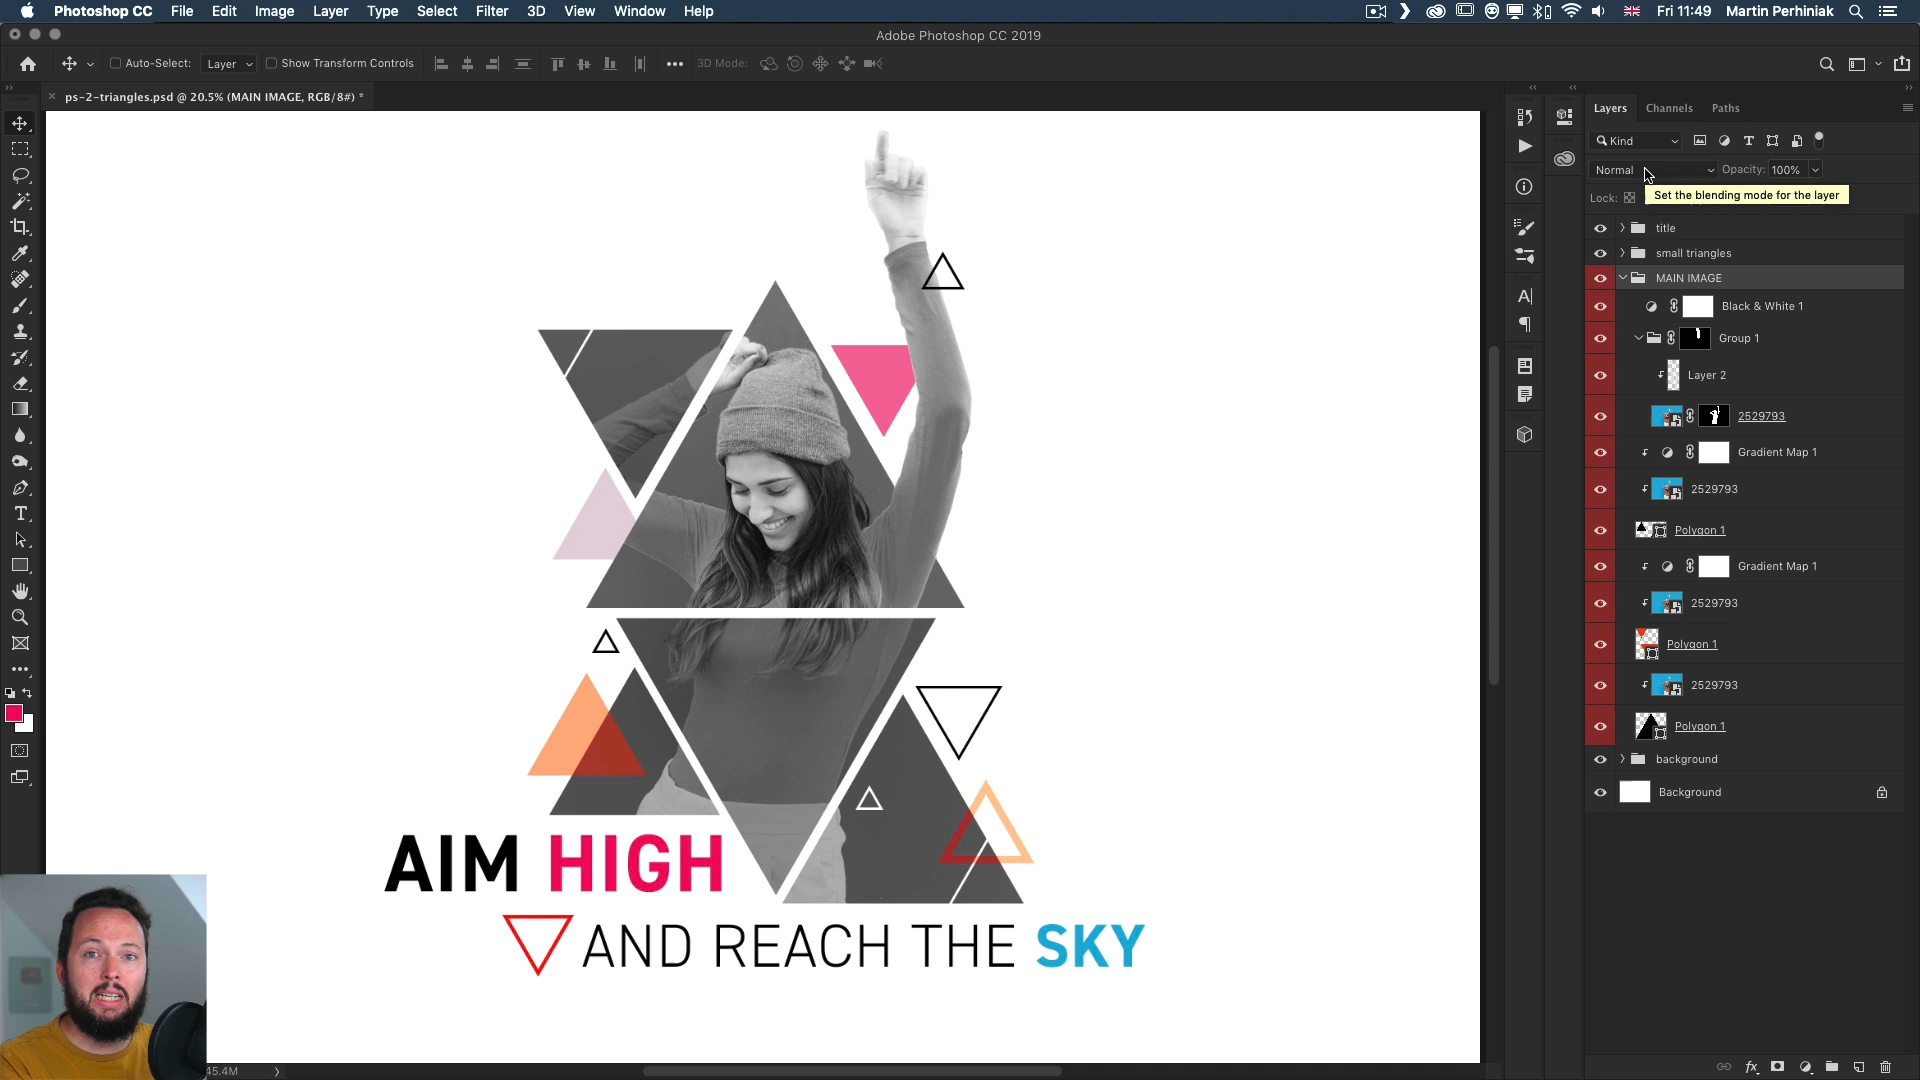 Photoshop CC File Edit Image Layer Type Select Filter 3D View Window Help Fri 11:49 Martin Perhiniak
Adobe Photoshop CC 2019
Auto-Select: Layer Show Transform Controls 3D Mode:
ps-2-triangles.psd @ 20.5% (MAIN IMAGE, RGB/8#) *
Layers Channels Paths
Kind
Normal Opacity: 100%
Set the blending mode for the layer
Lock:
title
small triangles
MAIN IMAGE
Black & White 1
Group 1
Layer 2
2529793
Gradient Map 1
2529793
Polygon 1
Gradient Map 1
2529793
Polygon 1
2529793
Polygon 1
background
Background
AIM HIGH
AND REACH THE SKY
45.4M